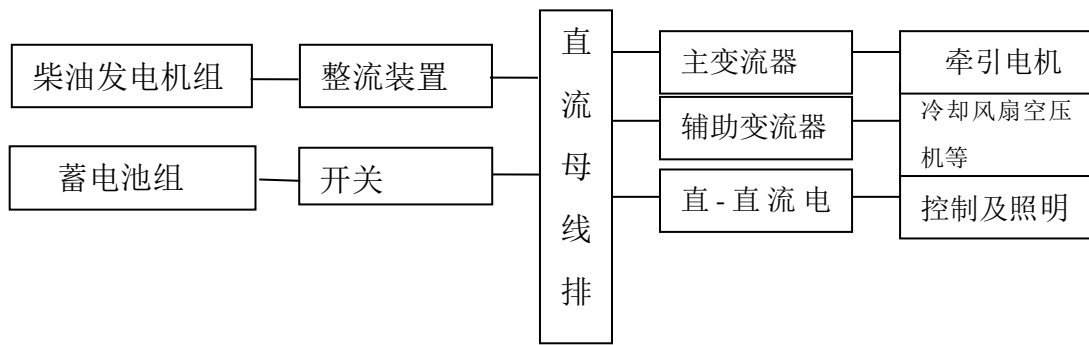 柴油发电机组
整流装置
蓄电池组
开关
直流母线排
主变流器
辅助变流器
直-直流电
牵引电机
冷却风扇空压
机等
控制及照明